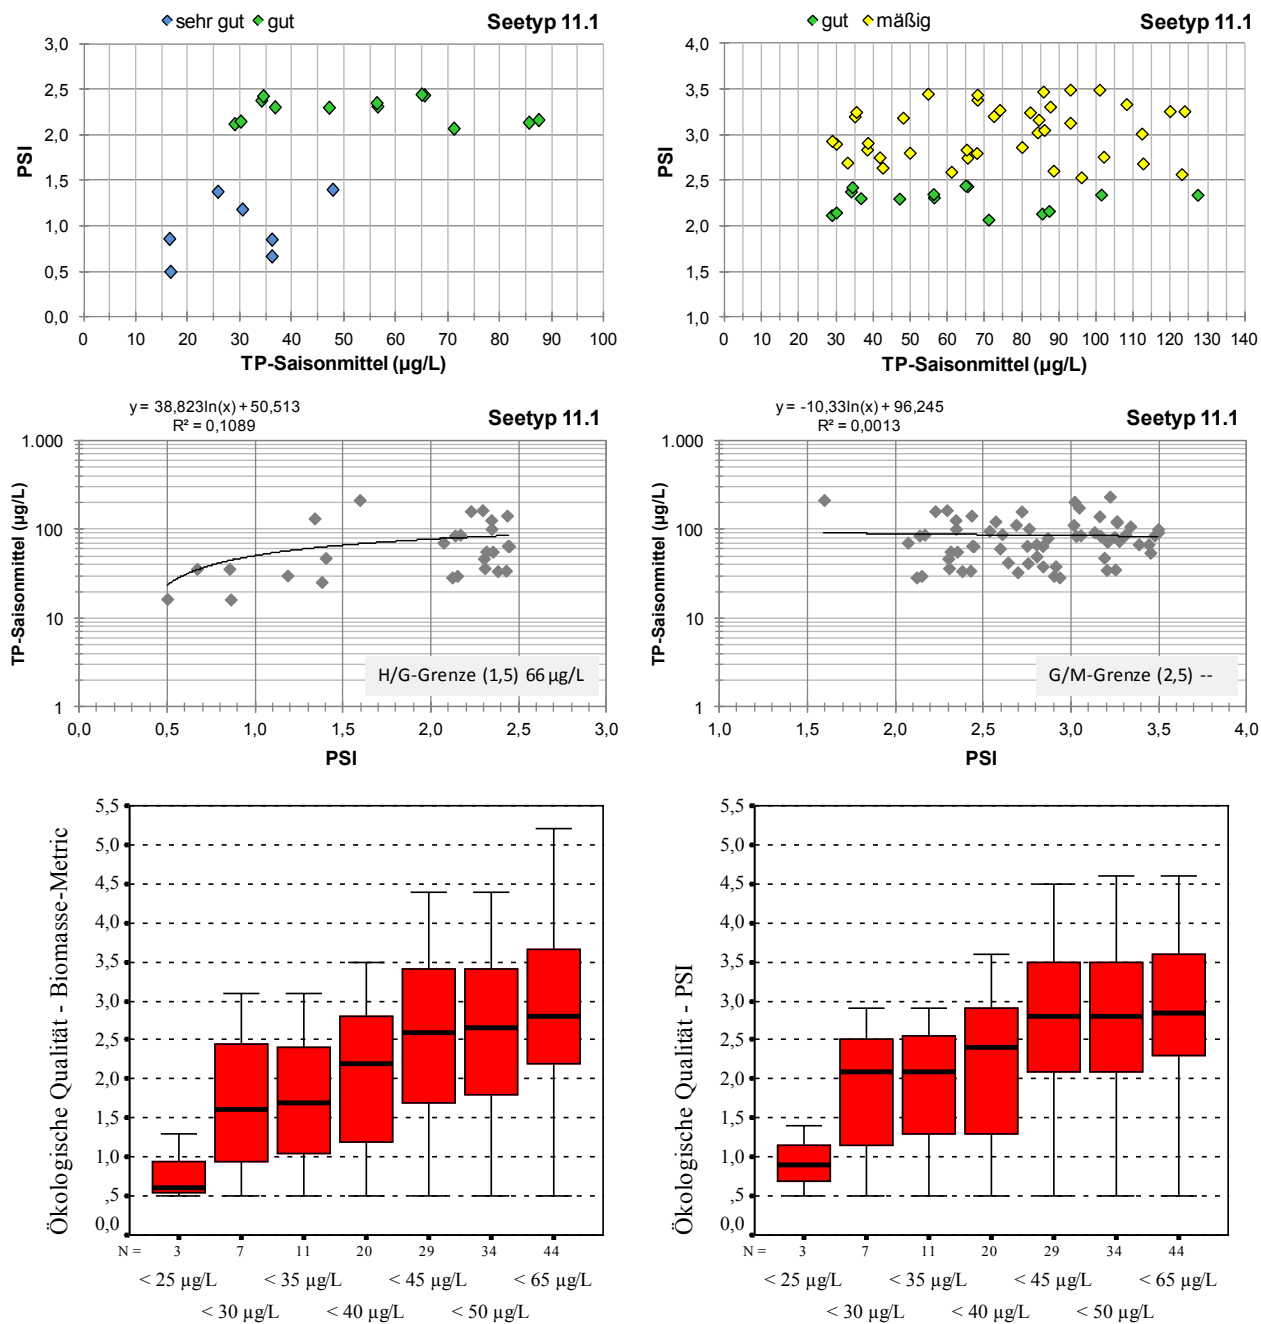 sehr gut gut Seetyp 11.1
3,0
2,5
2,0
1,5
1,0
0,5
0,0
PSI
0 10 20 30 40 50 60 70 80 90 100
TP-Saisonmittel (µg/L)
gut mäßig Seetyp 11.1
4,0
3,5
3,0
2,5
2,0
1,5
1,0
PSI
0 10 20 30 40 50 60 70 80 90 100 110 120 130 140
TP-Saisonmittel (µg/L)
y = 38,823ln(x) + 50,513
R² = 0,1089
Seetyp 11.1
1.000
100
10
1
TP-Saisonmittel (µg/L)
H/G-Grenze (1,5) 66 µg/L
0,0 0,5 1,0 1,5 2,0 2,5 3,0
PSI
y = -10,33ln(x) + 96,245
R² = 0,0013
Seetyp 11.1
1.000
100
10
1
TP-Saisonmittel (µg/L)
G/M-Grenze (2,5) --
1,0 1,5 2,0 2,5 3,0 3,5 4,0
PSI
5,5
5,0
4,5
4,0
3,5
3,0
2,5
2,0
1,5
1,0
,5
0,0
Ökologische Qualität - Biomasse-Metric
N = 3 7 11 20 29 34 44
< 25 µg/L < 35 µg/L < 45 µg/L < 65 µg/L
< 30 µg/L < 40 µg/L < 50 µg/L
5,5
5,0
4,5
4,0
3,5
3,0
2,5
2,0
1,5
1,0
,5
0,0
Ökologische Qualität - PSI
N = 3 7 11 20 29 34 44
< 25 µg/L < 35 µg/L < 45 µg/L < 65 µg/L
< 30 µg/L < 40 µg/L < 50 µg/L